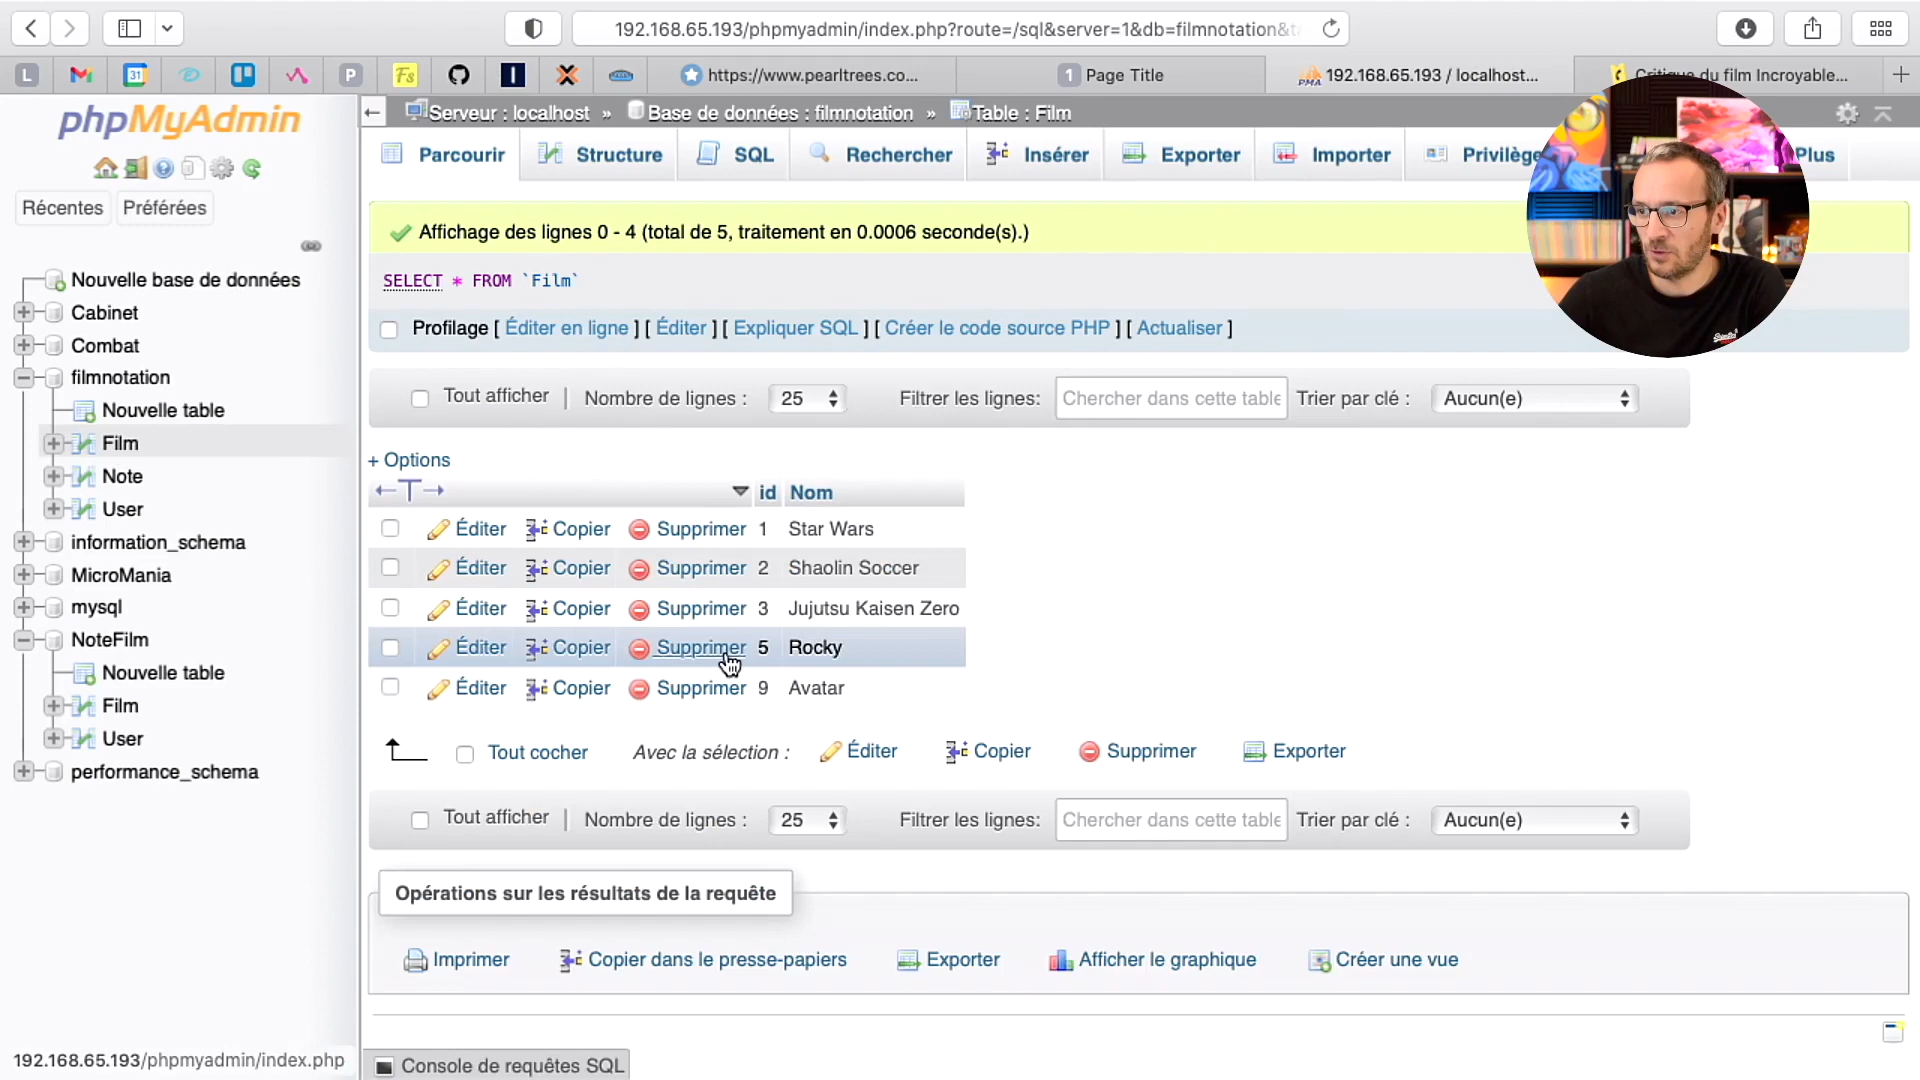 192.168.65.193/phpmyadmin/index.php?route=/sql&server=1&db=filmnotation&t
L
31
P
Fs
https://www.pearltrees.co...
1 Page Title
PMA 192.168.65.193 / localhost...
Critique du film Incroyable...
phpMyAdmin
Récentes
Préférées
Nouvelle base de données
Cabinet
Combat
filmnotation
Nouvelle table
Film
Note
User
information_schema
MicroMania
mysql
NoteFilm
Nouvelle table
Film
User
performance_schema
192.168.65.193/phpmyadmin/index.php
Serveur : localhost » Base de données : filmnotation » Table : Film
Parcourir Structure SQL Rechercher Insérer Exporter Importer Privilège Plus
Affichage des lignes 0 - 4 (total de 5, traitement en 0.0006 seconde(s).)
SELECT * FROM `Film`
Profilage [ Éditer en ligne ] [ Éditer ] [ Expliquer SQL ] [ Créer le code source PHP ] [ Actualiser ]
Tout afficher | Nombre de lignes : 25 Filtrer les lignes: Chercher dans cette table Trier par clé : Aucun(e)
+ Options
←T→ id Nom
Éditer Copier Supprimer 1 Star Wars
Éditer Copier Supprimer 2 Shaolin Soccer
Éditer Copier Supprimer 3 Jujutsu Kaisen Zero
Éditer Copier Supprimer 5 Rocky
Éditer Copier Supprimer 9 Avatar
Tout cocher Avec la sélection : Éditer Copier Supprimer Exporter
Tout afficher | Nombre de lignes : 25 Filtrer les lignes: Chercher dans cette table Trier par clé : Aucun(e)
Opérations sur les résultats de la requête
Imprimer Copier dans le presse-papiers Exporter Afficher le graphique Créer une vue
Console de requêtes SQL